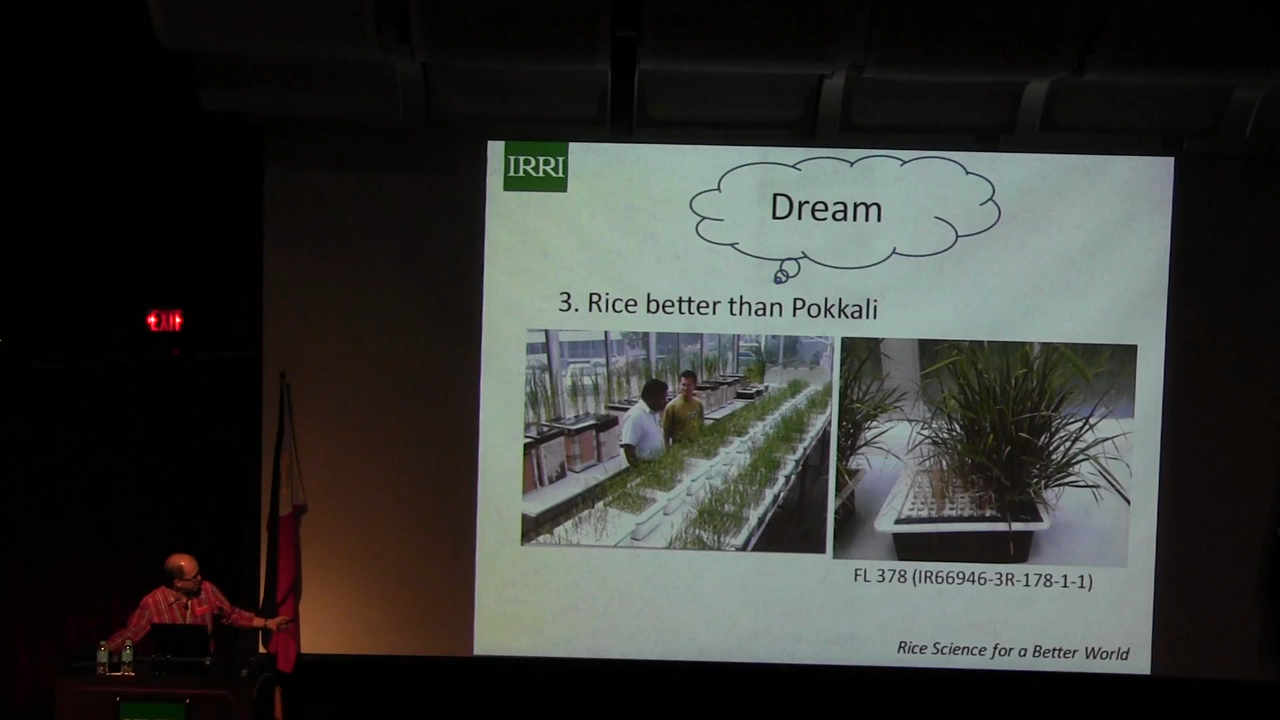 IRRI
Dream
3. Rice better than Pokkali
EXIT
FL 378 (IR66946-3R-178-1-1)
Rice Science for a Better World